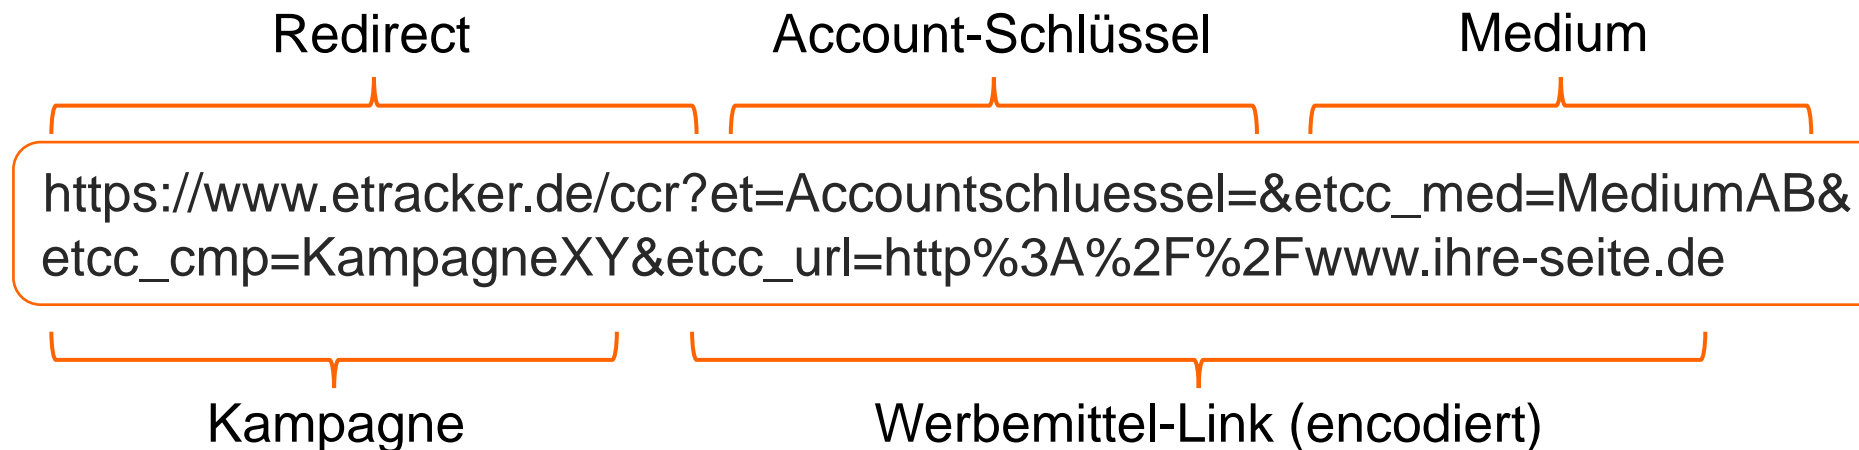 Redirect Account-Schlüssel Medium
https://www.etracker.de/ccr?et=Accountschluessel=&etcc_med=MediumAB&
etcc_cmp=KampagneXY&etcc_url=http%3A%2F%2Fwww.ihre-seite.de
Kampagne Werbemittel-Link (encodiert)